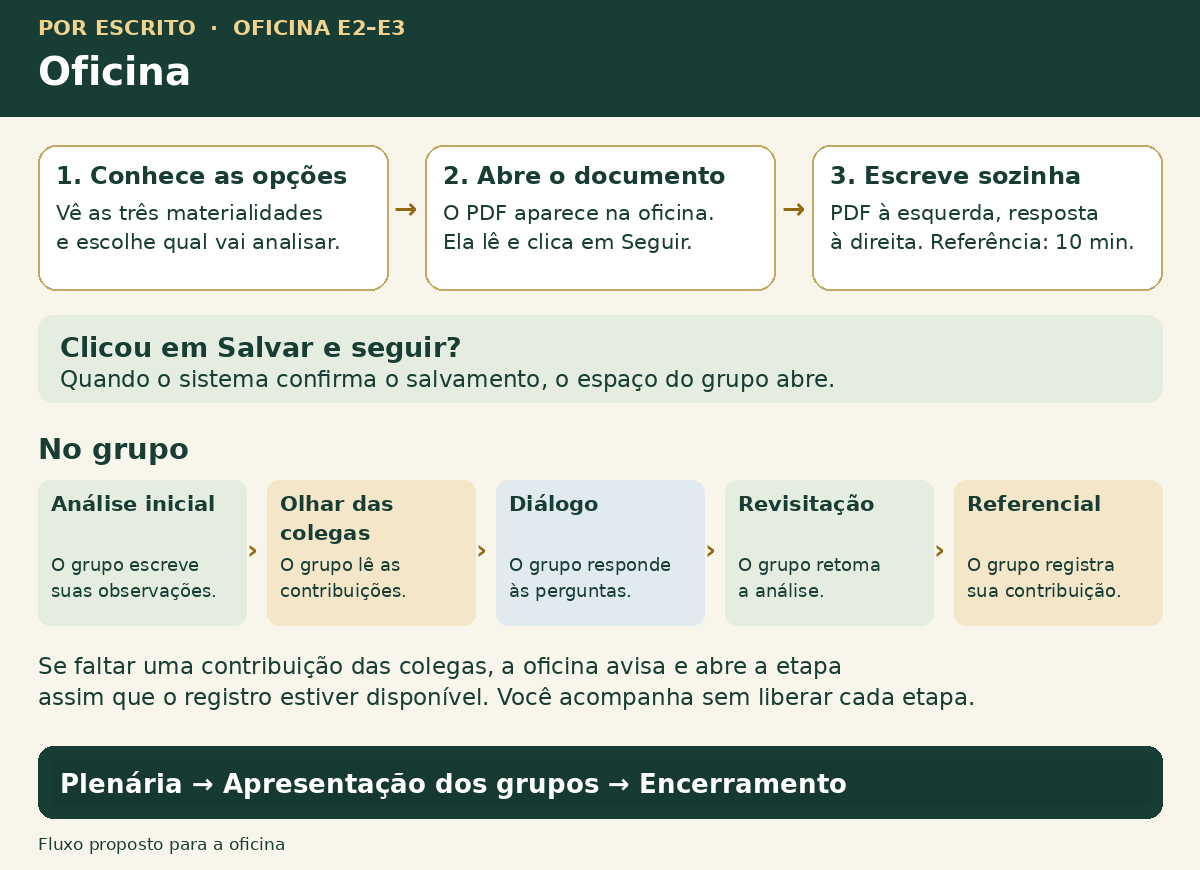 POR ESCRITO · OFICINA E2–E3
Oficina
1. Conhece as opções
Vê as três materialidades
e escolhe qual vai analisar.
→
2. Abre o documento
O PDF aparece na oficina.
Ela lê e clica em Seguir.
→
3. Escreve sozinha
PDF à esquerda, resposta
à direita. Referência: 10 min.
Clicou em Salvar e seguir?
Quando o sistema confirma o salvamento, o espaço do grupo abre.
No grupo
Análise inicial
O grupo escreve
suas observações.
›
Olhar das
colegas
O grupo lê as
contribuições.
›
Diálogo
O grupo responde
às perguntas.
›
Revisitação
O grupo retoma
a análise.
›
Referencial
O grupo registra
sua contribuição.
Se faltar uma contribuição das colegas, a oficina avisa e abre a etapa
assim que o registro estiver disponível. Você acompanha sem liberar cada etapa.
Plenária → Apresentação dos grupos → Encerramento
Fluxo proposto para a oficina